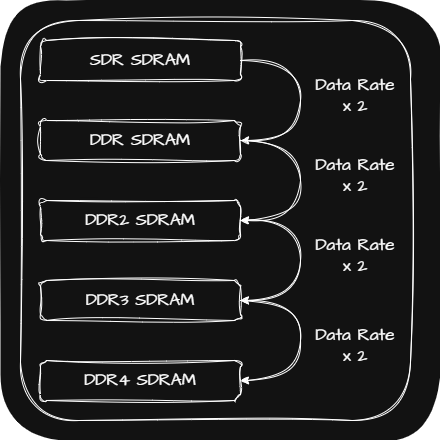 SDR SDRAM
Data Rate
x 2
DDR SDRAM
Data Rate
x 2
DDR2 SDRAM
Data Rate
x 2
DDR3 SDRAM
Data Rate
x 2
DDR4 SDRAM